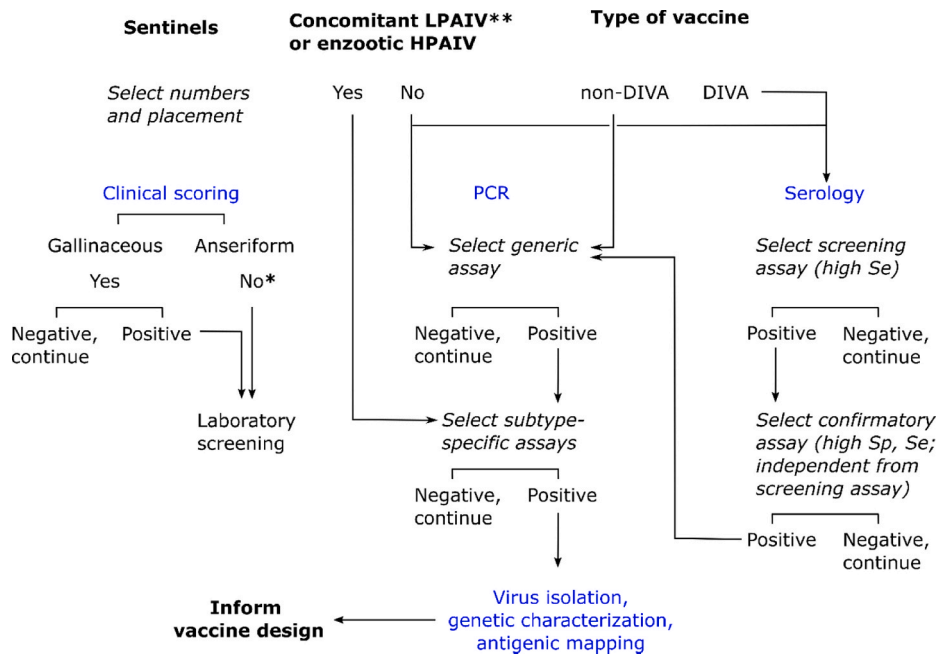 Sentinels
Concomitant LPAIV**
or enzootic HPAIV
Type of vaccine
Select numbers
and placement
Yes
No
non-DIVA
DIVA
Clinical scoring
PCR
Serology
Gallinaceous
Anseriform
Select generic
assay
Select screening
assay (high Se)
Yes
No*
Negative,
continue
Positive
Negative,
continue
Positive
Positive
Negative,
continue
Laboratory
screening
Select subtype-
specific assays
Select confirmatory
assay (high Sp, Se;
independent from
screening assay)
Negative,
continue
Positive
Positive
Negative,
continue
Inform
vaccine design
Virus isolation,
genetic characterization,
antigenic mapping